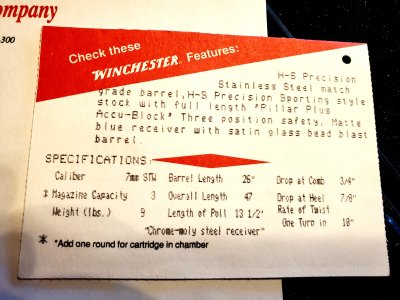 Company
-300
Check these
WINCHESTER Features:
H-S Precision
Stainless Steel match
grade barrel,H-S Precision Sporting style
stock with full length "Pillar Plus
Accu-Block" Three position safety. Matte
blue receiver with satin glass bead blast
barrel.
SPECIFICATIONS:
Caliber 7mm STW Barrel Length 26" Drop at Comb 3/4"
* Magazine Capacity 3 Overall Length 47 Drop at Heel 7/8"
Weight (lbs.) 9 Length of Pull 13 1/2" Rate of Twist
One Turn in 10"
"Chrome-moly steel receiver"
* *Add one round for cartridge in chamber